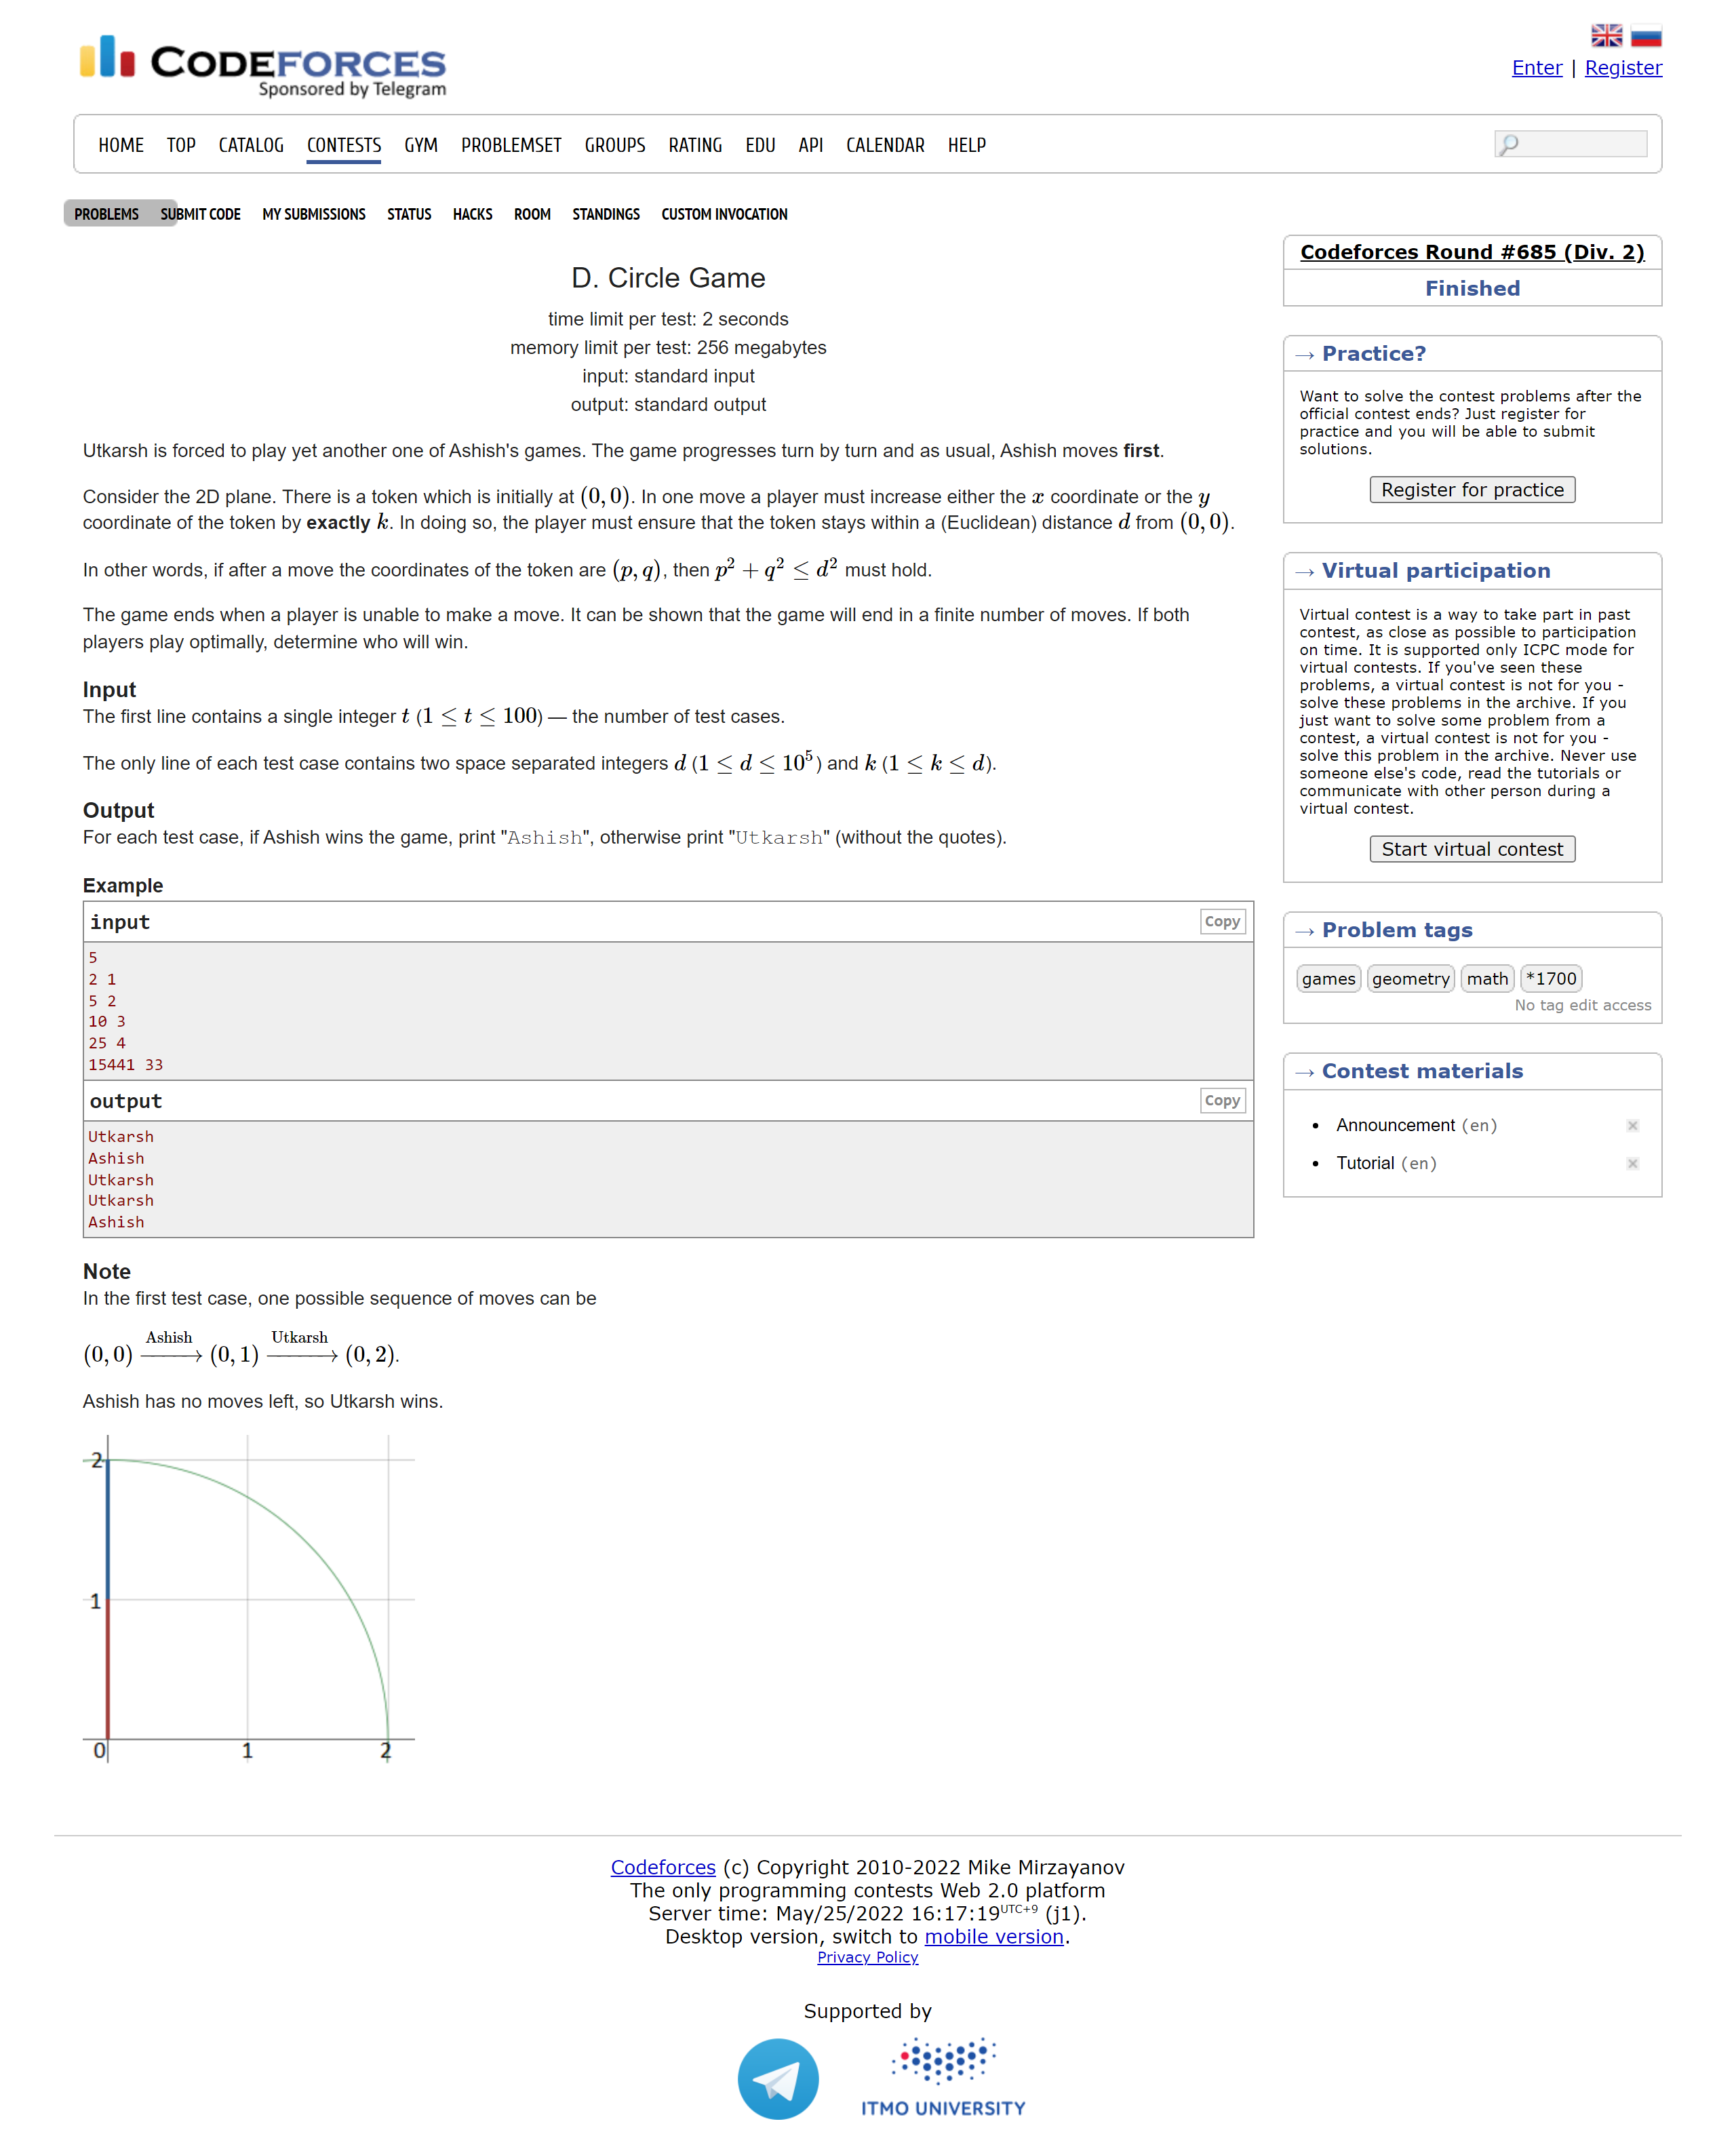 CODEFORCES
Sponsored by Telegram
Enter | Register
HOME TOP CATALOG CONTESTS GYM PROBLEMSET GROUPS RATING EDU API CALENDAR HELP
PROBLEMS SUBMIT CODE MY SUBMISSIONS STATUS HACKS ROOM STANDINGS CUSTOM INVOCATION
D. Circle Game
time limit per test: 2 seconds
memory limit per test: 256 megabytes
input: standard input
output: standard output
Utkarsh is forced to play yet another one of Ashish's games. The game progresses turn by turn and as usual, Ashish moves first.
Consider the 2D plane. There is a token which is initially at (0, 0). In one move a player must increase either the x coordinate or the y
coordinate of the token by exactly k. In doing so, the player must ensure that the token stays within a (Euclidean) distance d from (0, 0).
In other words, if after a move the coordinates of the token are (p, q), then p² + q² ≤ d² must hold.
The game ends when a player is unable to make a move. It can be shown that the game will end in a finite number of moves. If both
players play optimally, determine who will win.
Input
The first line contains a single integer t (1 ≤ t ≤ 100) — the number of test cases.
The only line of each test case contains two space separated integers d (1 ≤ d ≤ 10⁵) and k (1 ≤ k ≤ d).
Output
For each test case, if Ashish wins the game, print "Ashish", otherwise print "Utkarsh" (without the quotes).
Example
input
Copy
5
2 1
5 2
10 3
25 4
15441 33
output
Copy
Utkarsh
Ashish
Utkarsh
Utkarsh
Ashish
Note
In the first test case, one possible sequence of moves can be
Ashish Utkarsh
(0, 0) ⟶ (0, 1) ⟶ (0, 2).
Ashish has no moves left, so Utkarsh wins.
2
1
0 1 2
Codeforces Round #685 (Div. 2)
Finished
→ Practice?
Want to solve the contest problems after the
official contest ends? Just register for
practice and you will be able to submit
solutions.
Register for practice
→ Virtual participation
Virtual contest is a way to take part in past
contest, as close as possible to participation
on time. It is supported only ICPC mode for
virtual contests. If you've seen these
problems, a virtual contest is not for you -
solve these problems in the archive. If you
just want to solve some problem from a
contest, a virtual contest is not for you -
solve this problem in the archive. Never use
someone else's code, read the tutorials or
communicate with other person during a
virtual contest.
Start virtual contest
→ Problem tags
games geometry math *1700
No tag edit access
→ Contest materials
• Announcement (en)
• Tutorial (en)
Codeforces (c) Copyright 2010-2022 Mike Mirzayanov
The only programming contests Web 2.0 platform
Server time: May/25/2022 16:17:19 UTC+9 (j1).
Desktop version, switch to mobile version.
Privacy Policy
Supported by
ITMO UNIVERSITY